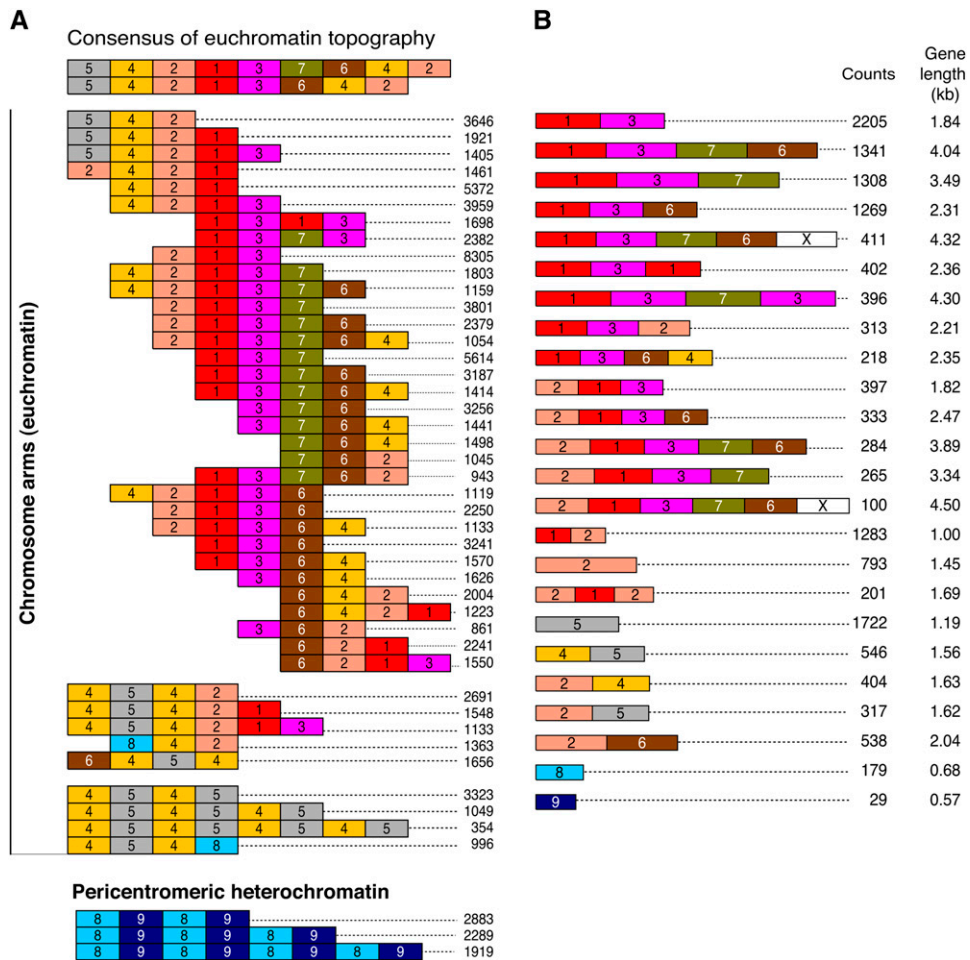 A
Consensus of euchromatin topography
5 4 2 1 3 7 6 4 2
5 4 2 1 3 6 4 2
Chromosome arms (euchromatin)
5 4 2 3646
5 4 2 1 1921
5 4 2 1 3 1405
2 4 2 1 1461
4 2 1 5372
4 2 1 3 3959
1 3 1 3 1698
1 3 7 3 2382
2 1 3 8305
4 2 1 3 7 1803
4 2 1 3 7 6 1159
2 1 3 7 3801
2 1 3 7 6 2379
2 1 3 7 6 4 1054
1 3 7 5614
1 3 7 6 3187
1 3 7 6 4 1414
3 7 6 3256
3 7 6 4 1441
7 6 4 1498
7 6 2 1045
1 3 7 6 2 943
4 2 1 3 6 1119
2 1 3 6 2250
2 1 3 6 4 1133
1 3 6 3241
1 3 6 4 1570
3 6 4 1626
6 4 2 2004
6 4 2 1 1223
3 6 2 861
6 2 1 2241
6 2 1 3 1550
4 5 4 2 2691
4 5 4 2 1 1548
4 5 4 2 1 3 1133
8 4 2 1363
6 4 5 4 1656
4 5 4 5 3323
4 5 4 5 4 5 1049
4 5 4 5 4 5 4 5 354
4 5 4 8 996
Pericentromeric heterochromatin
8 9 8 9 2883
8 9 8 9 8 9 2289
8 9 8 9 8 9 8 9 1919
B
Counts
Gene
length
(kb)
1 3 2205 1.84
1 3 7 6 1341 4.04
1 3 7 1308 3.49
1 3 6 1269 2.31
1 3 7 6 X 411 4.32
1 3 1 402 2.36
1 3 7 3 396 4.30
1 3 2 313 2.21
1 3 6 4 218 2.35
2 1 3 397 1.82
2 1 3 6 333 2.47
2 1 3 7 6 284 3.89
2 1 3 7 265 3.34
2 1 3 7 6 X 100 4.50
1 2 1283 1.00
2 793 1.45
2 1 2 201 1.69
5 1722 1.19
4 5 546 1.56
2 4 404 1.63
2 5 317 1.62
2 6 538 2.04
8 179 0.68
9 29 0.57